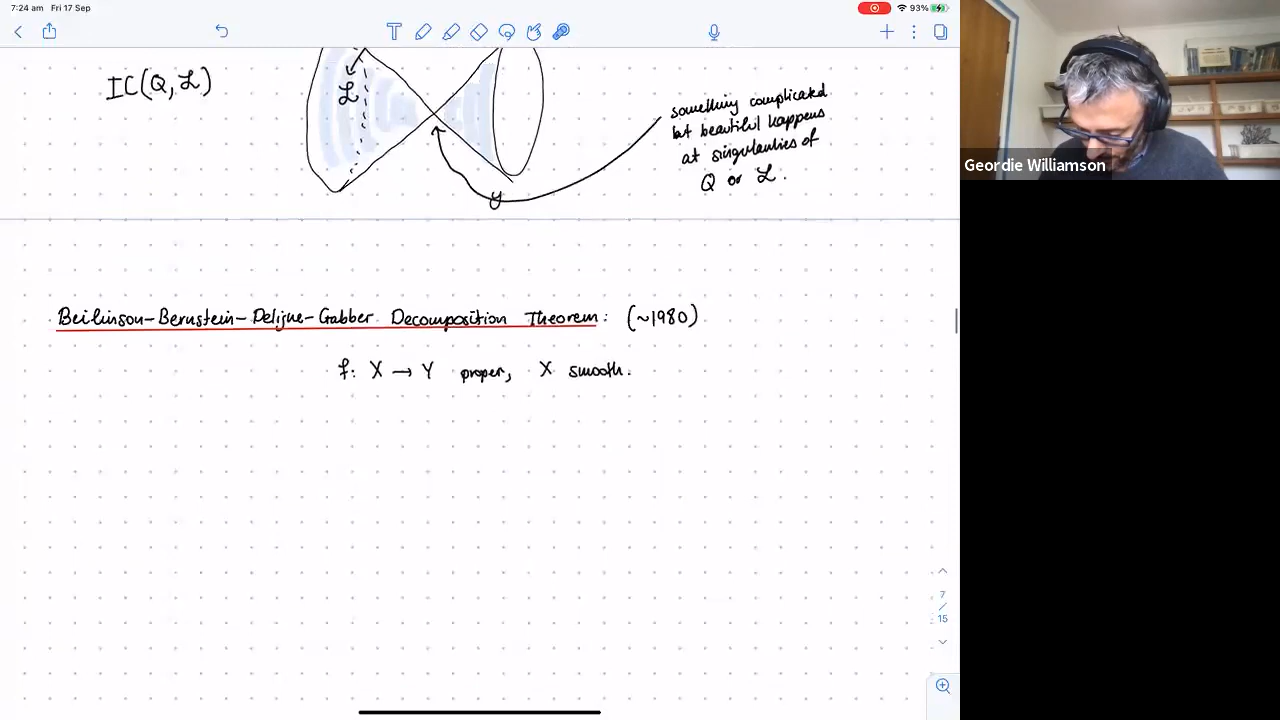 7:24 am Fri 17 Sep
93%
IC(Q, ℒ)
ℒ
something complicated
but beautiful happens
at singularities of
Q or ℒ.
y
Geordie Williamson
Beilinson-Bernstein-Deligne-Gabber Decomposition Theorem: (~1980)
f: X → Y proper, X smooth.
7
/
15